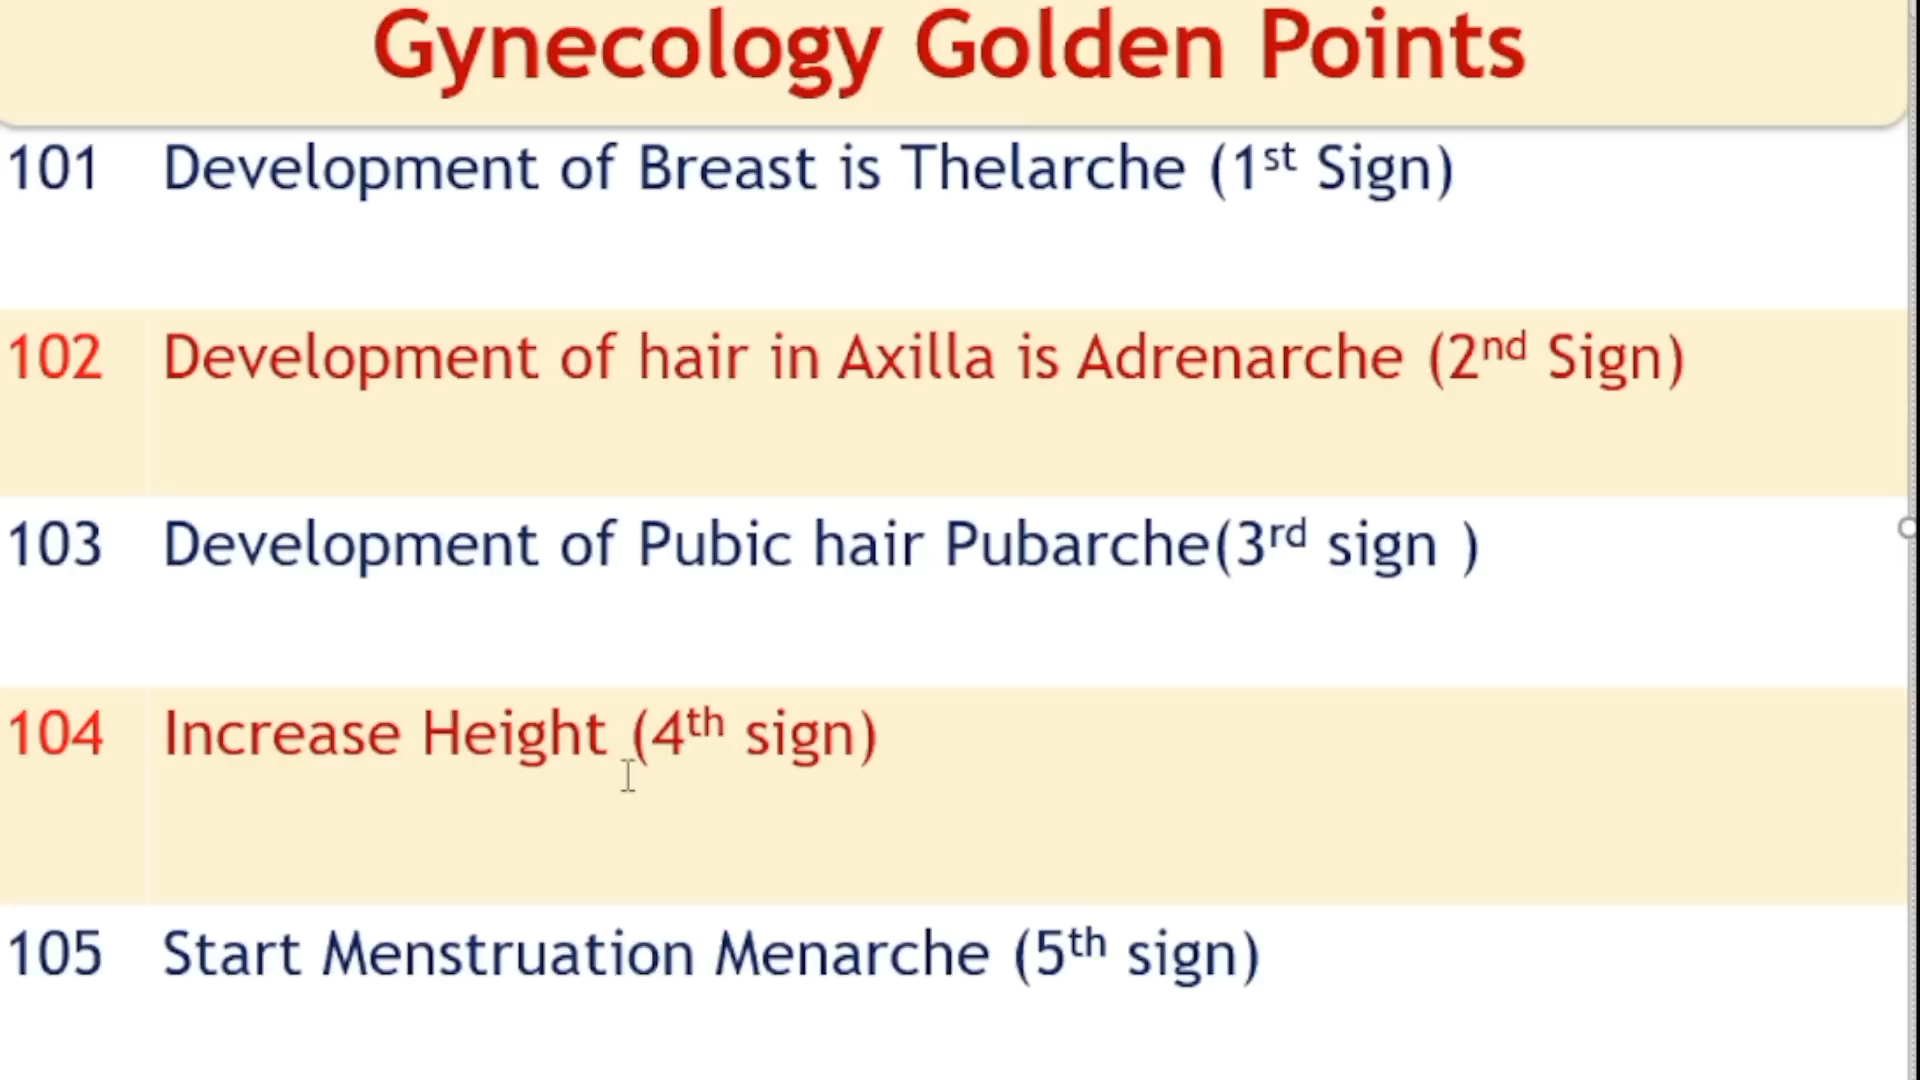 Gynecology Golden Points
101 Development of Breast is Thelarche (1st Sign)
102 Development of hair in Axilla is Adrenarche (2nd Sign)
103 Development of Pubic hair Pubarche(3rd sign )
104 Increase Height (4th sign)
105 Start Menstruation Menarche (5th sign)